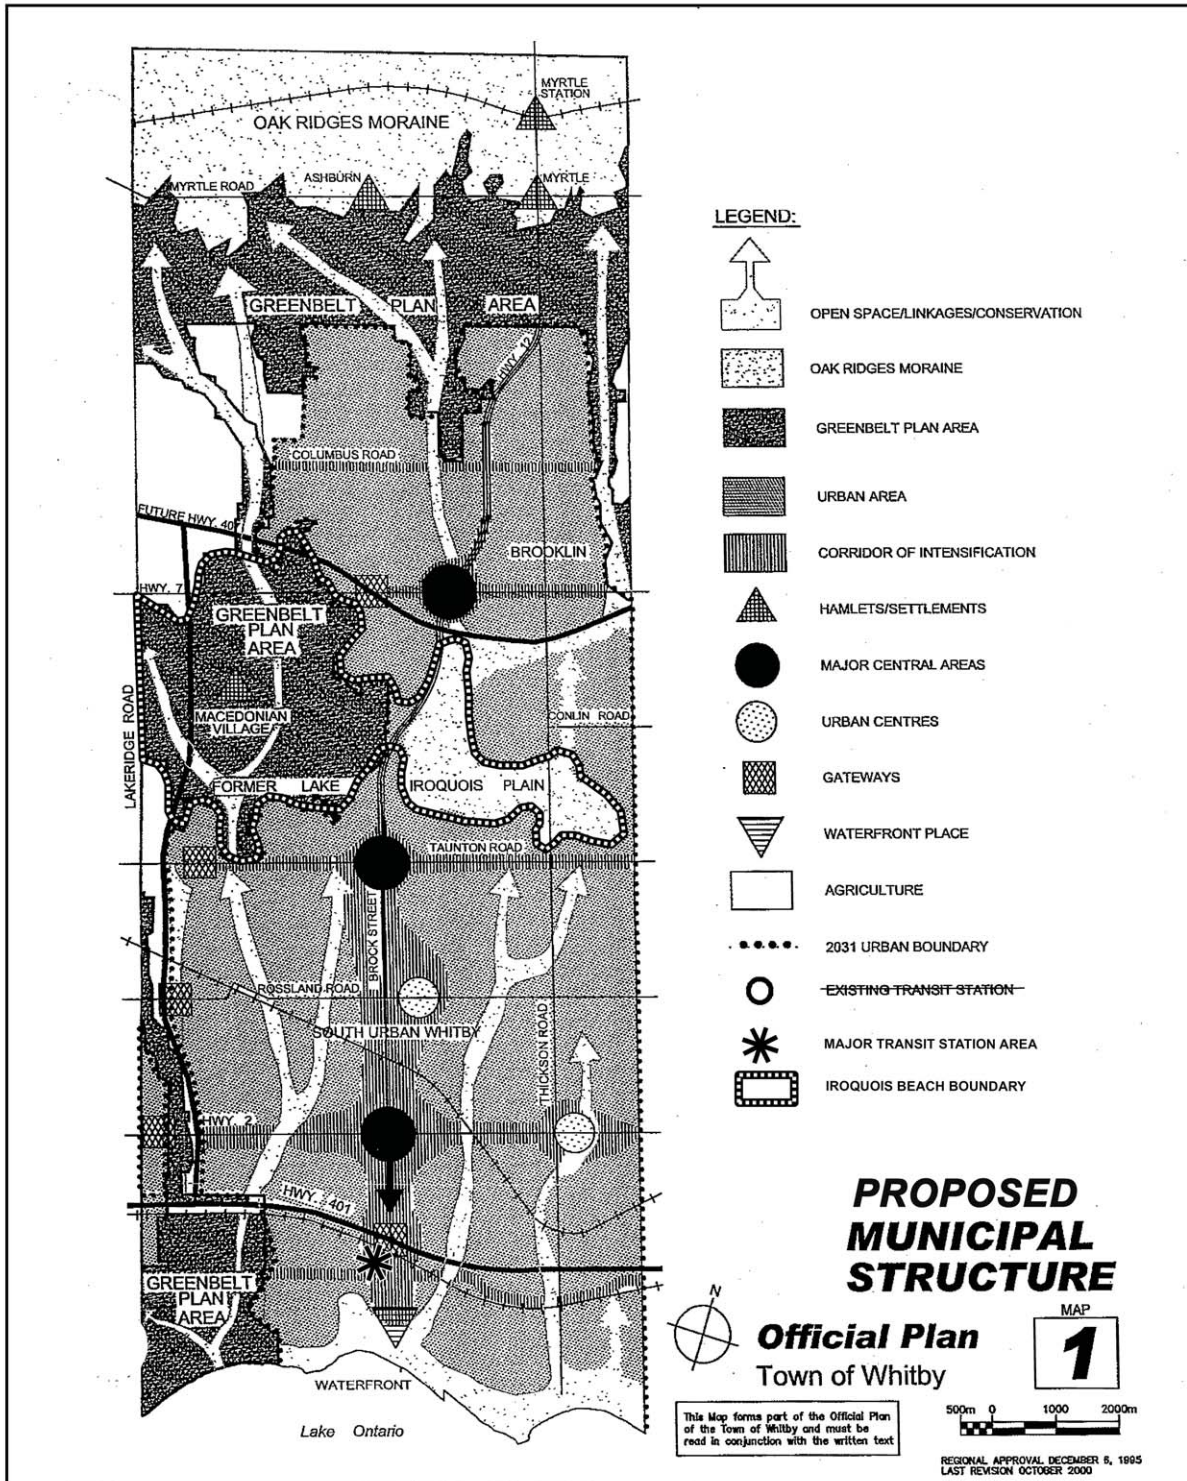 MYRTLE
STATION
OAK RIDGES MORAINE
MYRTLE ROAD
ASHBURN
MYRTLE
GREENBELT PLAN AREA
HWY. 12
COLUMBUS ROAD
FUTURE HWY. 407
BROOKLIN
HWY. 7
GREENBELT
PLAN
AREA
LAKERIDGE ROAD
MACEDONIAN
VILLAGE
CONLIN ROAD
FORMER LAKE IROQUOIS PLAIN
TAUNTON ROAD
BROCK STREET
ROSSLAND ROAD
SOUTH URBAN WHITBY
THICKSON ROAD
HWY. 2
HWY. 401
GREENBELT
PLAN
AREA
WATERFRONT
Lake Ontario
LEGEND:
OPEN SPACE/LINKAGES/CONSERVATION
OAK RIDGES MORAINE
GREENBELT PLAN AREA
URBAN AREA
CORRIDOR OF INTENSIFICATION
HAMLETS/SETTLEMENTS
MAJOR CENTRAL AREAS
URBAN CENTRES
GATEWAYS
WATERFRONT PLACE
AGRICULTURE
2031 URBAN BOUNDARY
EXISTING TRANSIT STATION
MAJOR TRANSIT STATION AREA
IROQUOIS BEACH BOUNDARY
PROPOSED
MUNICIPAL
STRUCTURE
N
Official Plan
Town of Whitby
MAP
1
This Map forms part of the Official Plan
of the Town of Whitby and must be
read in conjunction with the written text
500m 0 1000 2000m
REGIONAL APPROVAL DECEMBER 6, 1995
LAST REVISION OCTOBER 2000